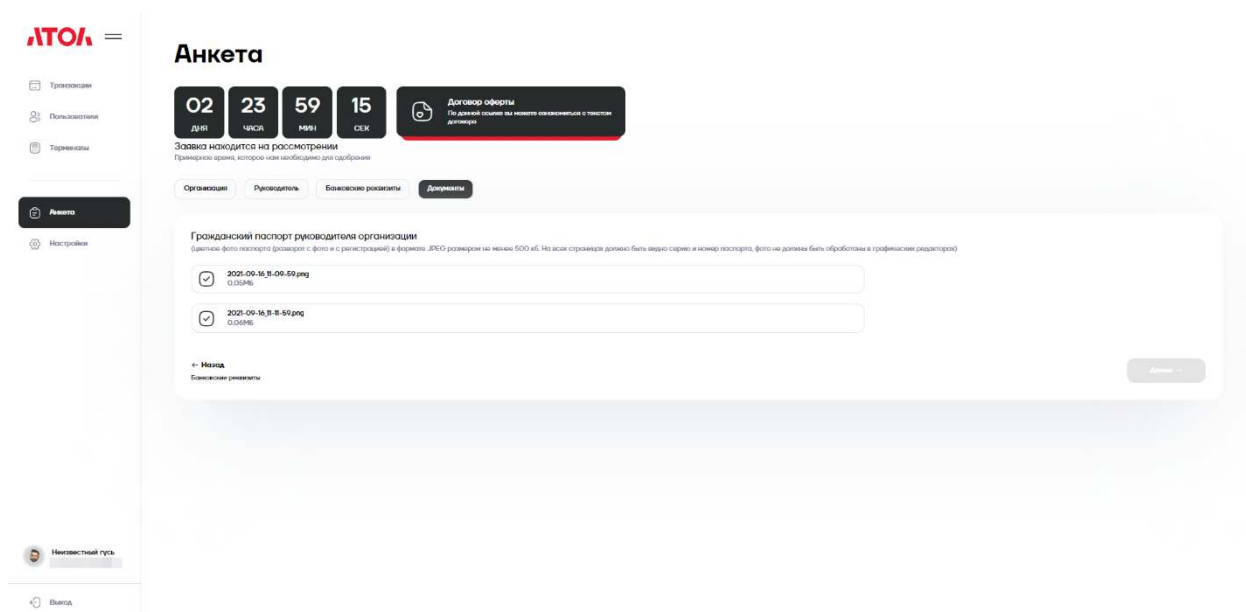 АТОЛ
Транзакции
Пользователи
Терминалы
Анкета
Настройки
Неизвестный гусь
Выход
Анкета
02 23 59 15
ДНЯ ЧАСА МИН СЕК
Договор оферты
По данной ссылке вы можете ознакомиться с текстом
договора
Заявка находится на рассмотрении
Примерное время, которое нам необходимо для одобрения
Организация Руководитель Банковские реквизиты Документы
Гражданский паспорт руководителя организации
(цветное фото паспорта (разворот с фото и с регистрацией) в формате JPEG размером не менее 500 кб. На всех страницах должно быть видно серию и номер паспорта, фото не должны быть обработаны в графических редакторах)
2021-09-16_11-09-59.png
0.05Мб
2021-09-16_11-11-59.png
0.06Мб
← Назад
Банковские реквизиты
Далее →